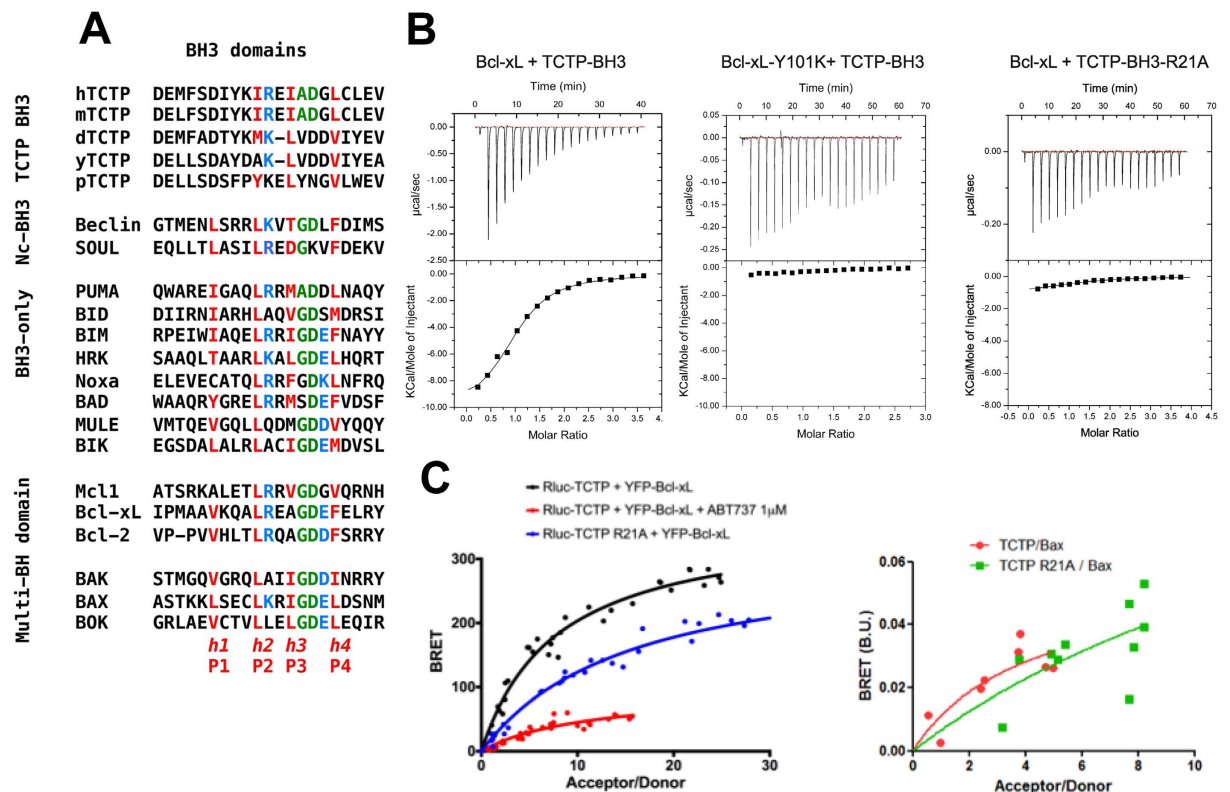 A
BH3 domains
TCTP BH3
hTCTP DEMFSDIYKIREIADGLCLEV
mTCTP DELFSDIYKIREIADGLCLEV
dTCTP DEMFADTYKMK-LVDDVIYEV
yTCTP DELLSDAYDAK-LVDDVIYEA
pTCTP DELLSDSFPYKELYNGVLWEV
Nc-BH3
Beclin GTMENLSRRLKVTGDLFDIMS
SOUL EQLLTLASILREDGKVFDEKV
BH3-only
PUMA QWAREIGAQLRRMADDLNAQY
BID DIIRNIARHLAQVGDSMDRSI
BIM RPEIWIAQELRRIGDEFNAYY
HRK SAAQLTAARLKALGDELHQRT
Noxa ELEVECATQLRRFGDKLNFRQ
BAD WAAQRYGRELRRMSDEFVDSF
MULE VMTQEVGQLLQDMGDDVYQQY
BIK EGSDALALRLACIGDEMDVSL
Multi-BH domain
Mcl1 ATSRKALETLRRVGDGVQRNH
Bcl-xL IPMAAVKQALREAGDEFELRY
Bcl-2 VP-PVVHLTLRQAGDDFSRRY
BAK STMGQVGRQLAIIGDDINRRY
BAX ASTKKLSECLKRIGDELDSNM
BOK GRLAEVCTVLLELGDELEQIR
h1 h2 h3 h4
P1 P2 P3 P4
B
Bcl-xL + TCTP-BH3
Time (min)
0 10 20 30 40
0.00
-0.50
-1.00
-1.50
-2.00
-2.50
µcal/sec
0.00
-2.00
-4.00
-6.00
-8.00
-10.00
KCal/Mole of Injectant
0.0 0.5 1.0 1.5 2.0 2.5 3.0 3.5 4.
Molar Ratio
Bcl-xL-Y101K+ TCTP-BH3
Time (min)
0 10 20 30 40 50 60 70
0.05
0.00
-0.05
-0.10
-0.15
-0.20
-0.25
µcal/sec
0.00
-2.00
-4.00
-6.00
-8.00
-10.00
KCal/Mole of Injectant
0.0 0.5 1.0 1.5 2.0 2.5 3.0
Molar Ratio
Bcl-xL + TCTP-BH3-R21A
Time (min)
0 10 20 30 40 50 60 70
0.00
-0.20
µcal/sec
0.00
-2.00
-4.00
-6.00
-8.00
KCal/Mole of Injectant
-0.5 0.0 0.5 1.0 1.5 2.0 2.5 3.0 3.5 4.0 4.5
Molar Ratio
C
Rluc-TCTP + YFP-Bcl-xL
Rluc-TCTP + YFP-Bcl-xL + ABT737 1µM
Rluc-TCTP R21A + YFP-Bcl-xL
300
200
100
0
BRET
0 10 20 30
Acceptor/Donor
TCTP/Bax
TCTP R21A / Bax
0.06
0.04
0.02
0.00
BRET (B.U.)
0 2 4 6 8 10
Acceptor/Donor